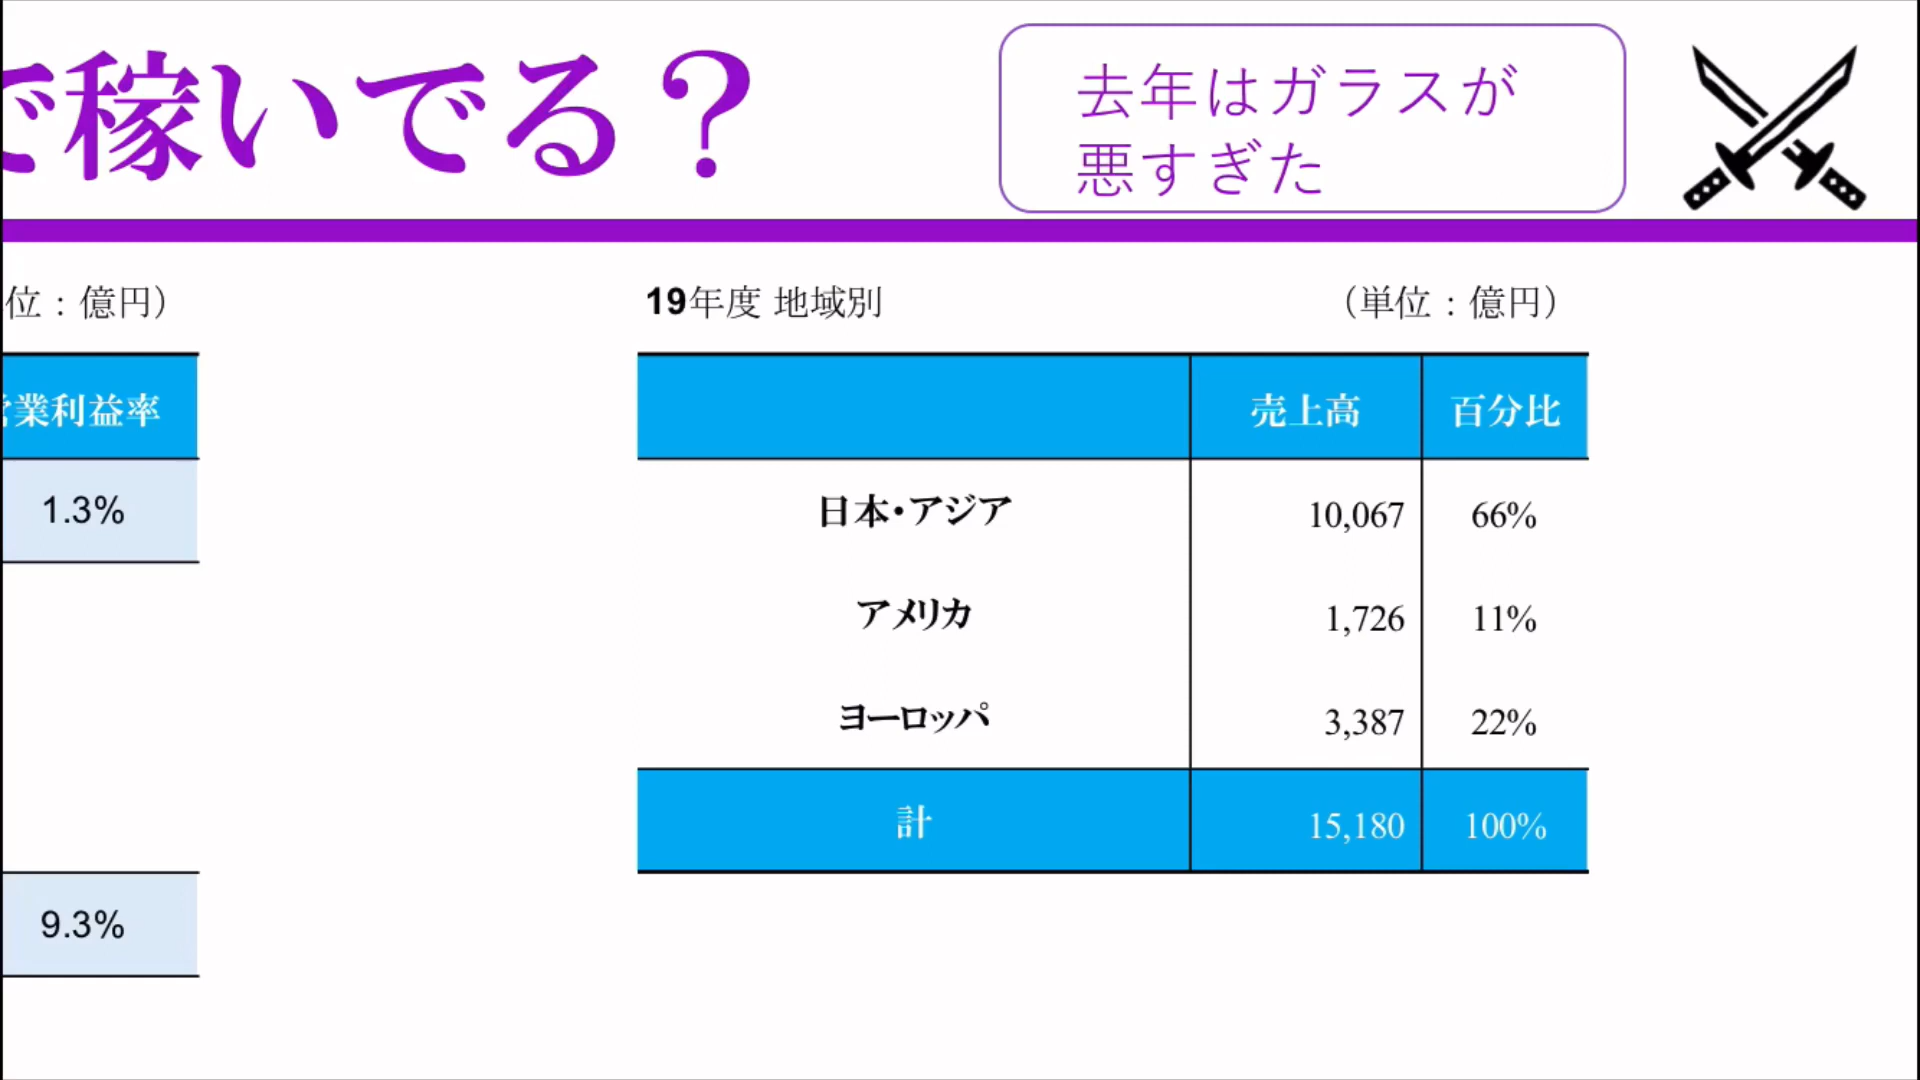 で稼いでる？
去年はガラスが
悪すぎた
位：億円）
19年度 地域別
（単位：億円）
営業利益率
1.3%
9.3%
売上高 百分比
日本・アジア 10,067 66%
アメリカ 1,726 11%
ヨーロッパ 3,387 22%
計 15,180 100%